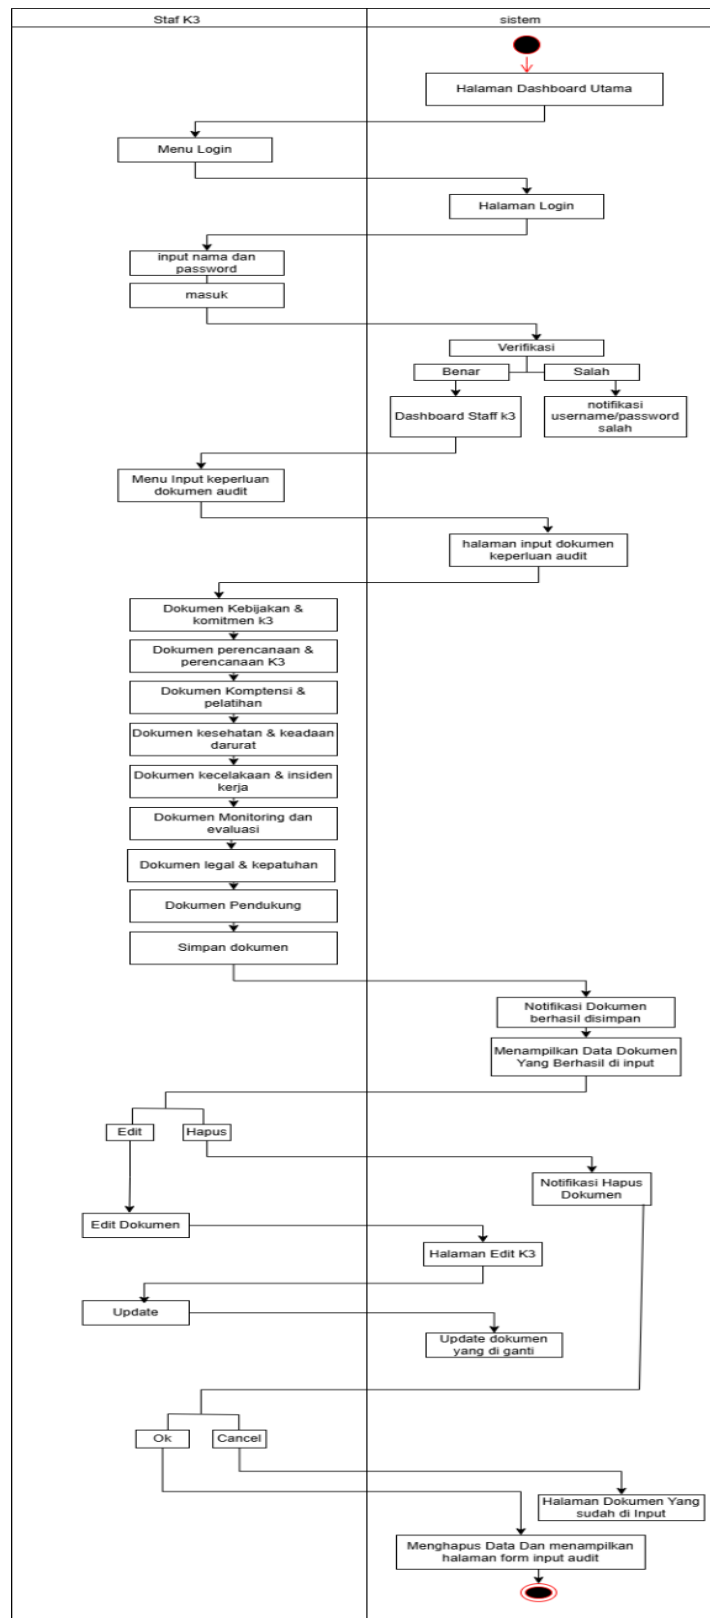 Staf K3
sistem
Halaman Dashboard Utama
Menu Login
Halaman Login
input nama dan
password
masuk
Verifikasi
Benar
Salah
Dashboard Staff k3
notifikasi
username/password
salah
Menu Input keperluan
dokumen audit
halaman input dokumen
keperluan audit
Dokumen Kebijakan &
komitmen k3
Dokumen perencanaan &
perencanaan K3
Dokumen Komptensi &
pelatihan
Dokumen kesehatan & keadaan
darurat
Dokumen kecelakaan & insiden
kerja
Dokumen Monitoring dan
evaluasi
Dokumen legal & kepatuhan
Dokumen Pendukung
Simpan dokumen
Notifikasi Dokumen
berhasil disimpan
Menampilkan Data Dokumen
Yang Berhasil di input
Edit
Hapus
Notifikasi Hapus
Dokumen
Edit Dokumen
Halaman Edit K3
Update
Update dokumen
yang di ganti
Ok
Cancel
Halaman Dokumen Yang
sudah di Input
Menghapus Data Dan menampilkan
halaman form input audit